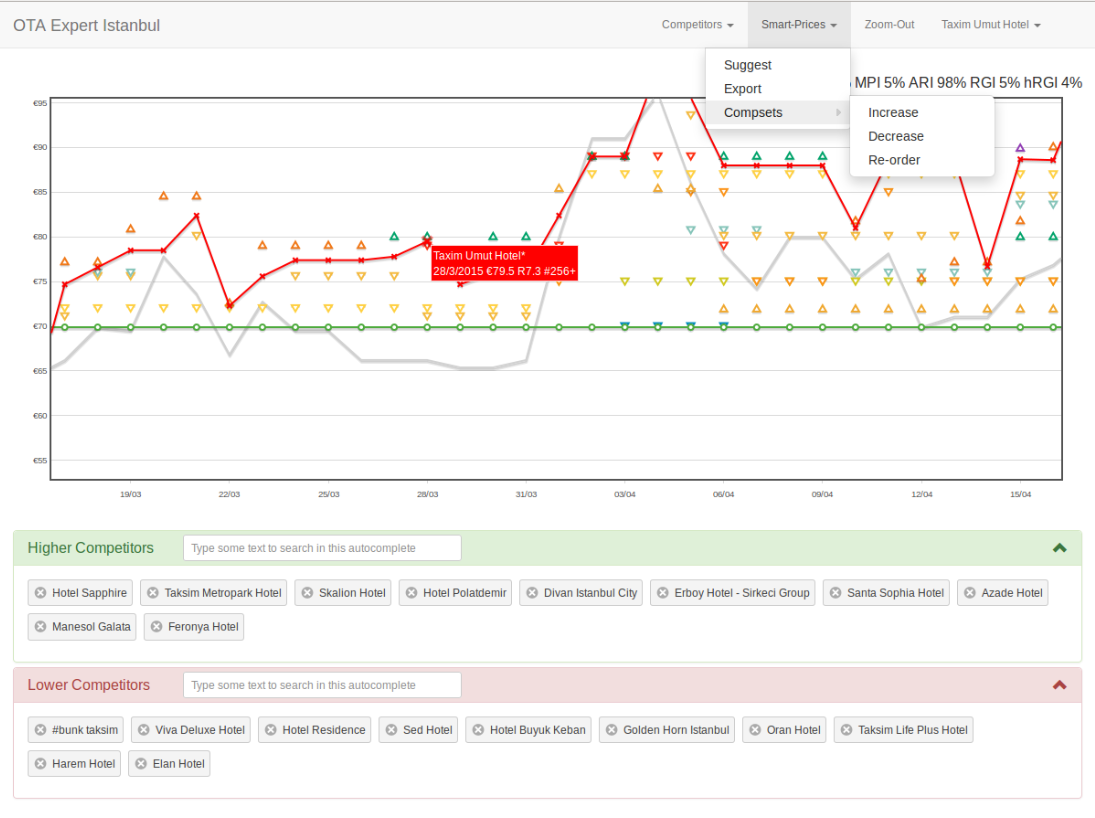 OTA Expert Istanbul
Competitors Smart-Prices Zoom-Out Taxim Umut Hotel
Suggest
Export
Compsets
MPI 5% ARI 98% RGI 5% hRGI 4%
Increase
Decrease
Re-order
€95
€90
€85
€80
€75
€70
€65
€60
€55
Taxim Umut Hotel*
28/3/2015 €79.5 R7.3 #256+
19/03 22/03 25/03 28/03 31/03 03/04 06/04 09/04 12/04 15/04
Higher Competitors Type some text to search in this autocomplete
Hotel Sapphire Taksim Metropark Hotel Skalion Hotel Hotel Polatdemir Divan Istanbul City Erboy Hotel - Sirkeci Group Santa Sophia Hotel Azade Hotel
Manesol Galata Feronya Hotel
Lower Competitors Type some text to search in this autocomplete
#bunk taksim Viva Deluxe Hotel Hotel Residence Sed Hotel Hotel Buyuk Keban Golden Horn Istanbul Oran Hotel Taksim Life Plus Hotel
Harem Hotel Elan Hotel